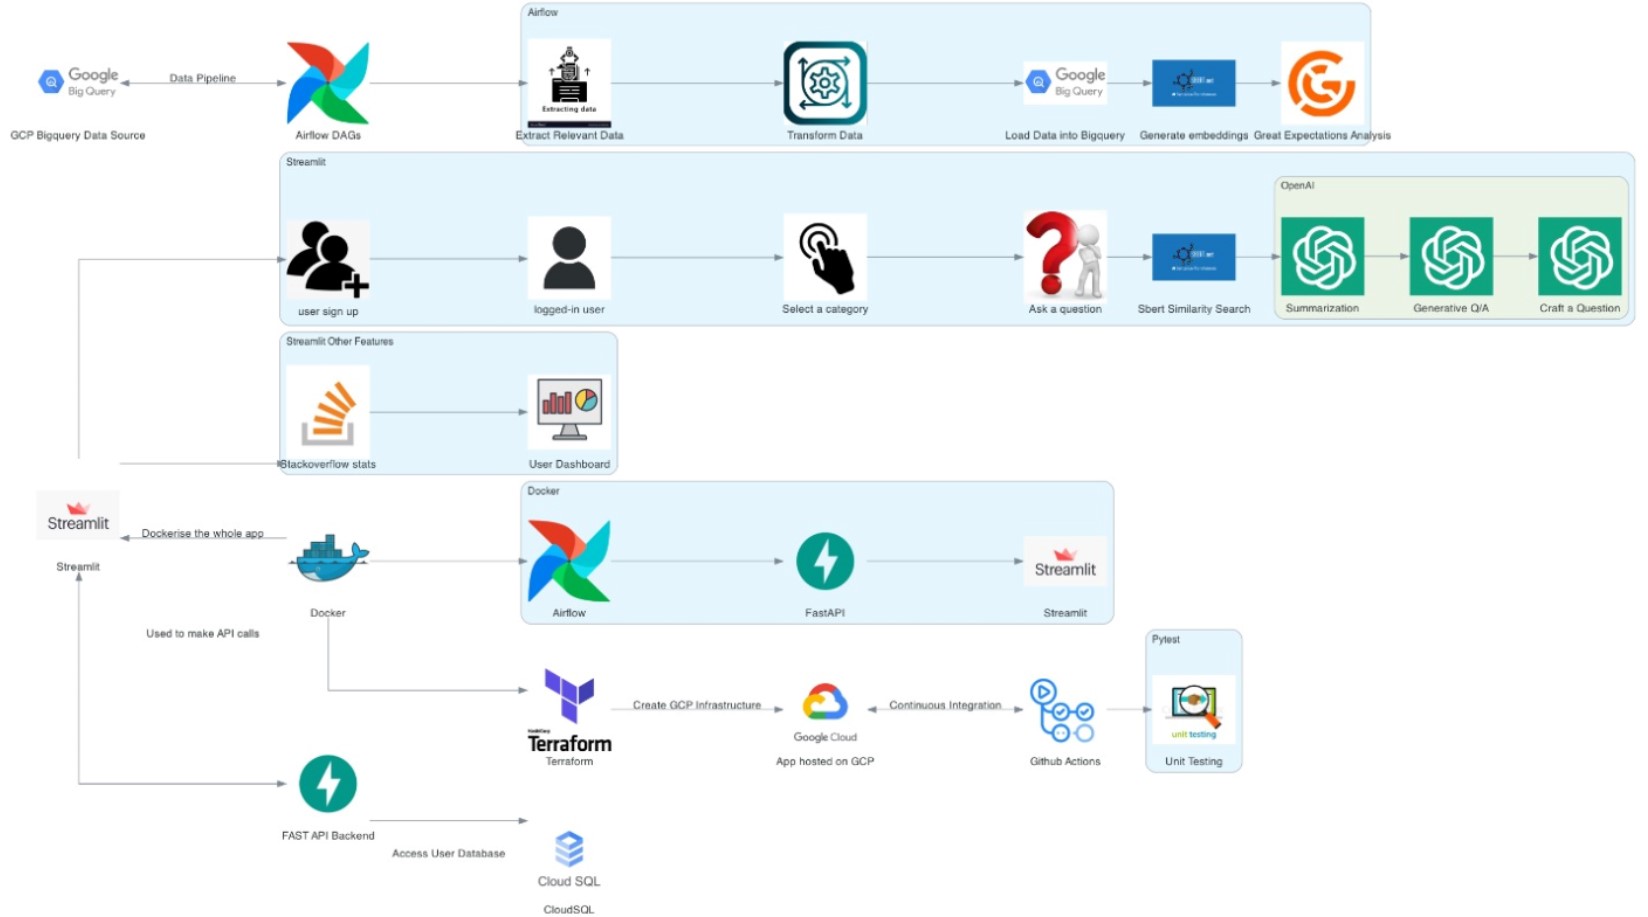 Airflow
Google
Big Query
Data Pipeline
Extracting data
Google
Big Query
GCP Bigquery Data Source
Airflow DAGs
Extract Relevant Data
Transform Data
Load Data into Bigquery
Generate embeddings
Great Expectations Analysis
Streamlit
OpenAI
user sign up
logged-in user
Select a category
Ask a question
Sbert Similarity Search
Summarization
Generative Q/A
Craft a Question
Streamlit Other Features
Stackoverflow stats
User Dashboard
Docker
Streamlit
Dockerise the whole app
Streamlit
Streamlit
Docker
Airflow
FastAPI
Streamlit
Used to make API calls
Pytest
Create GCP Infrastructure
Continuous Integration
Terraform
Google Cloud
unit testing
Terraform
App hosted on GCP
Github Actions
Unit Testing
FAST API Backend
Access User Database
Cloud SQL
CloudSQL